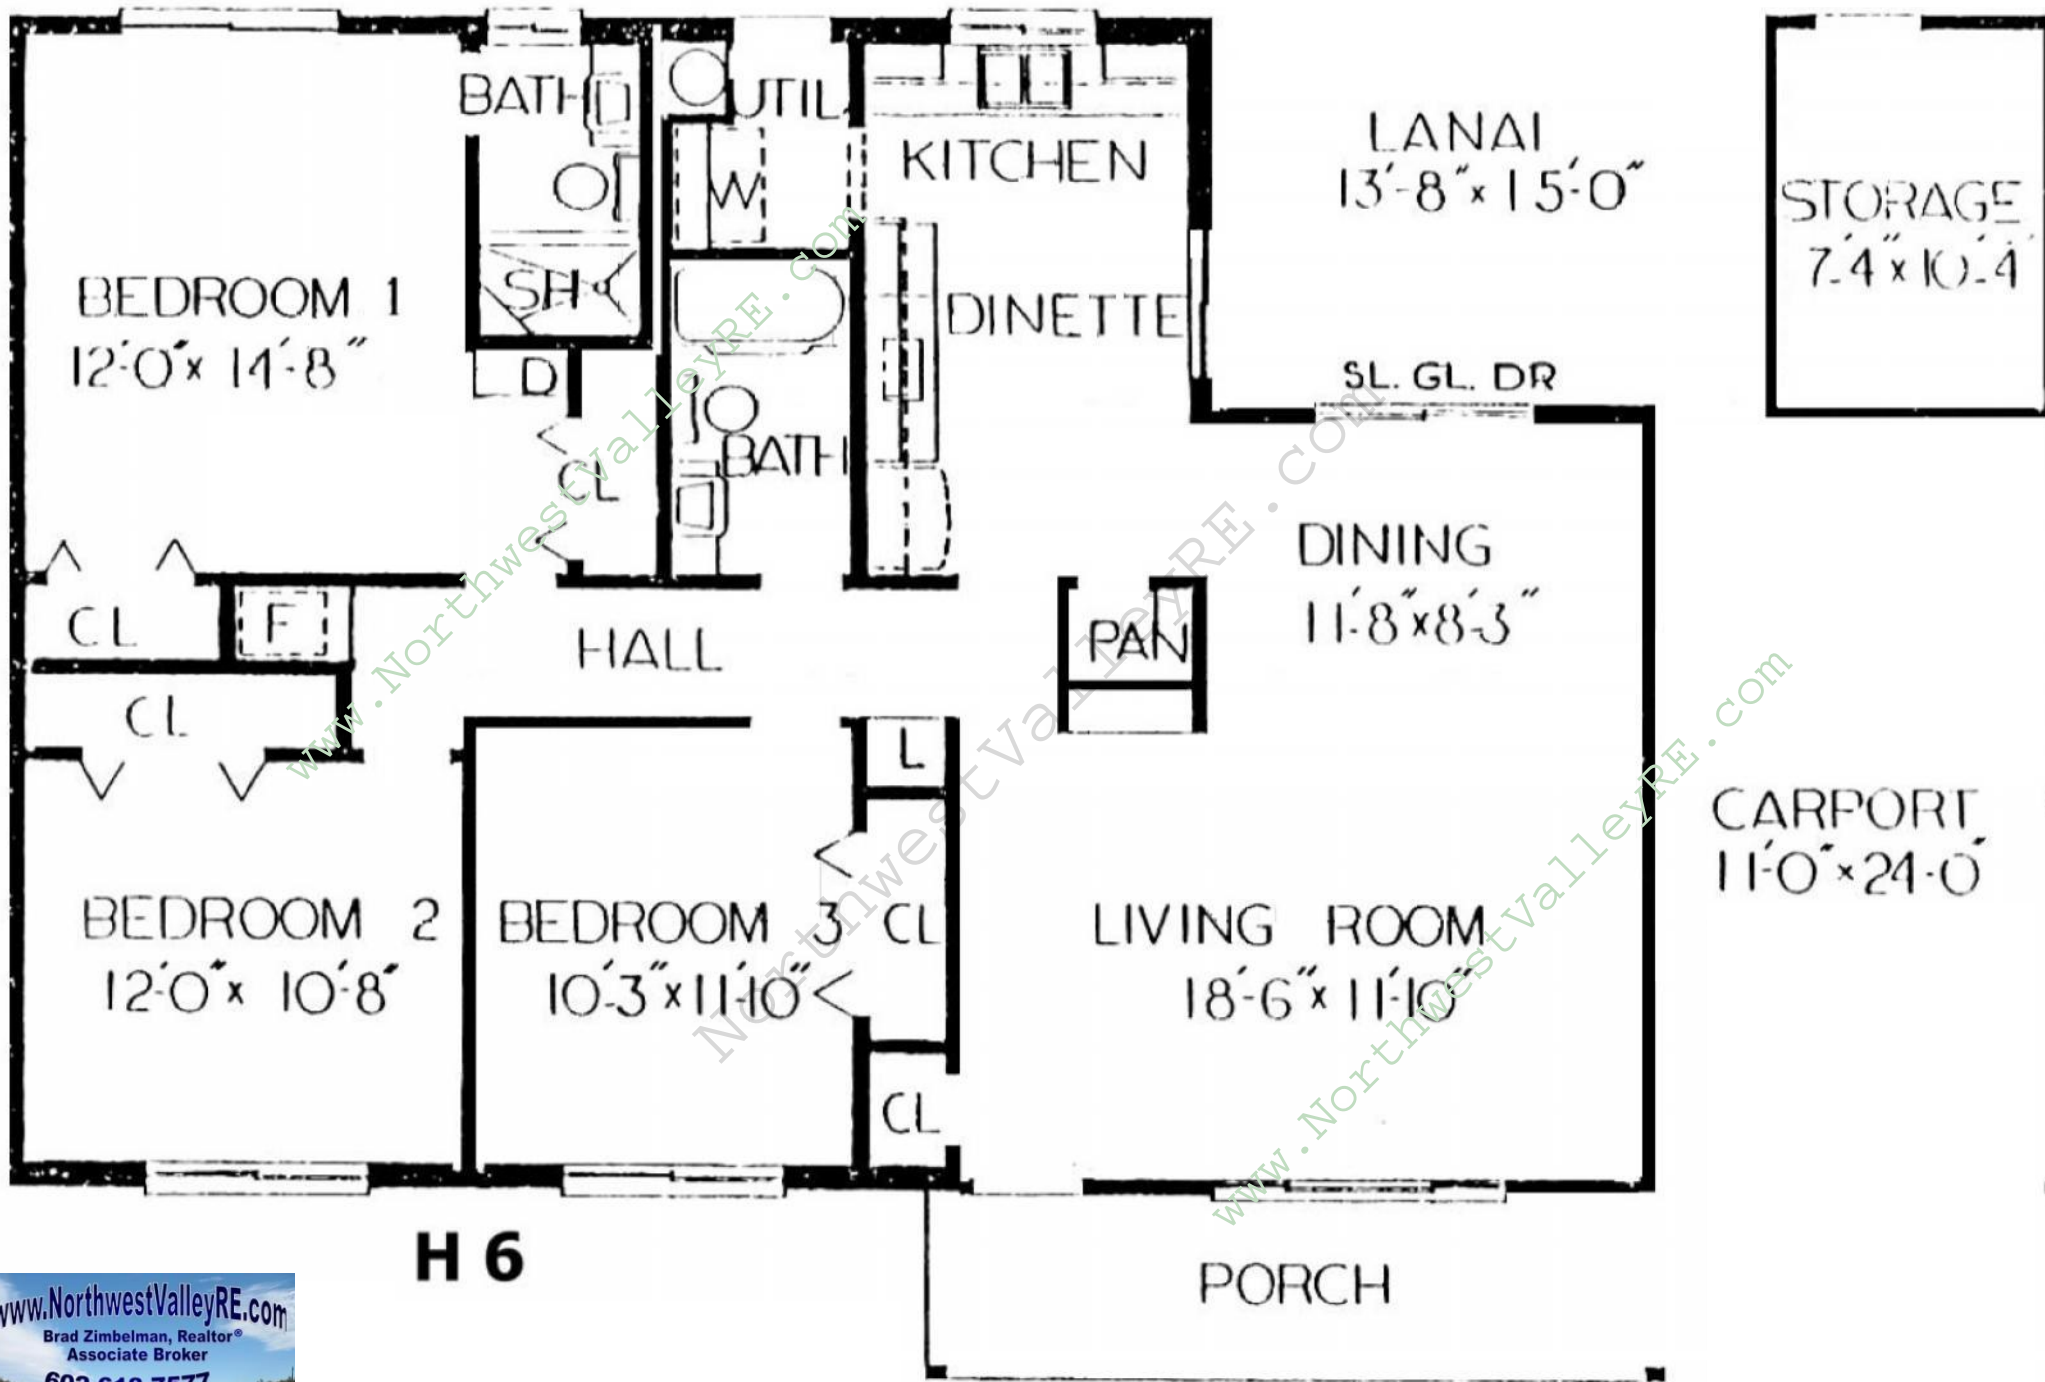 BATH
UTIL
W
KITCHEN
LANAI
13'-8" x 15'-0"
STORAGE
7'-4" x 10'-4"
BEDROOM 1
12'-0" x 14'-8"
SH
DINETTE
SL. GL. DR
L D
CL
BATH
DINING
11'-8" x 8'-3"
CL
F
HALL
PAN
CL
L
CARPORT
11'-0" x 24'-0"
BEDROOM 2
12'-0" x 10'-8"
BEDROOM 3
10'-3" x 11'-10"
CL
LIVING ROOM
18'-6" x 11'-10"
CL
PORCH
H 6
www.NorthwestValleyRE.com
NorthwestValleyRE.com
www.NorthwestValleyRE.com
www.NorthwestValleyRE.com
Brad Zimbelman, Realtor®
Associate Broker